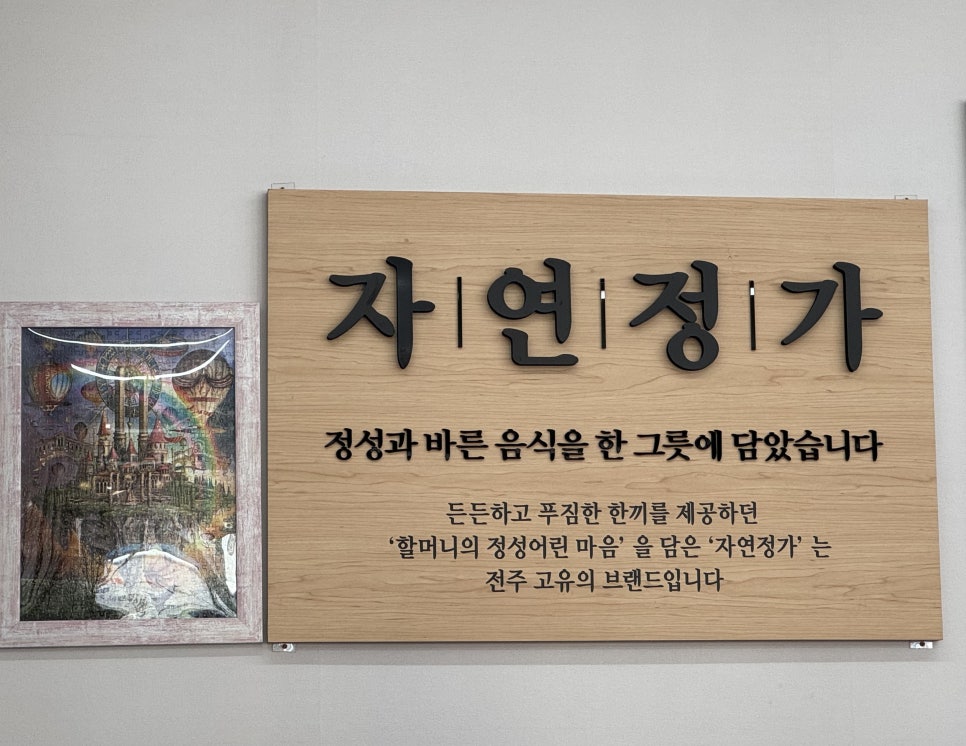 자|연|정|가
정성과 바른 음식을 한 그릇에 담았습니다
든든하고 푸짐한 한끼를 제공하던
‘할머니의 정성어린 마음’ 을 담은 ‘자연정가’ 는
전주 고유의 브랜드입니다